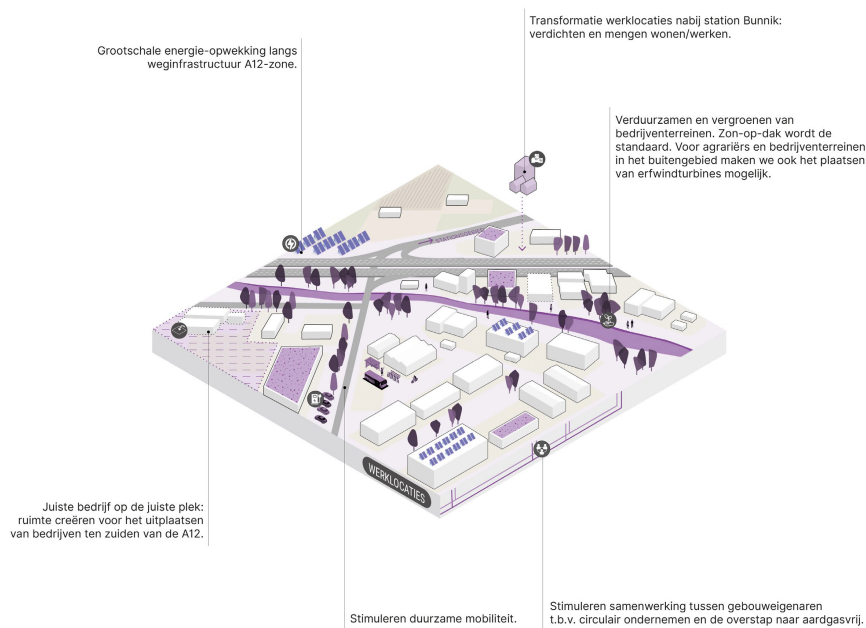 Transformatie werklocaties nabij station Bunnik:
verdichten en mengen wonen/werken.
Grootschale energie-opwekking langs
weginfrastructuur A12-zone.
Verduurzamen en vergroenen van
bedrijventerreinen. Zon-op-dak wordt de
standaard. Voor agrariërs en bedrijventerreinen
in het buitengebied maken we ook het plaatsen
van erfwindturbines mogelijk.
STATIONSGEBIED
WERKLOCATIES
Juiste bedrijf op de juiste plek:
ruimte creëren voor het uitplaatsen
van bedrijven ten zuiden van de A12.
Stimuleren duurzame mobiliteit.
Stimuleren samenwerking tussen gebouweigenaren
t.b.v. circulair ondernemen en de overstap naar aardgasvrij.